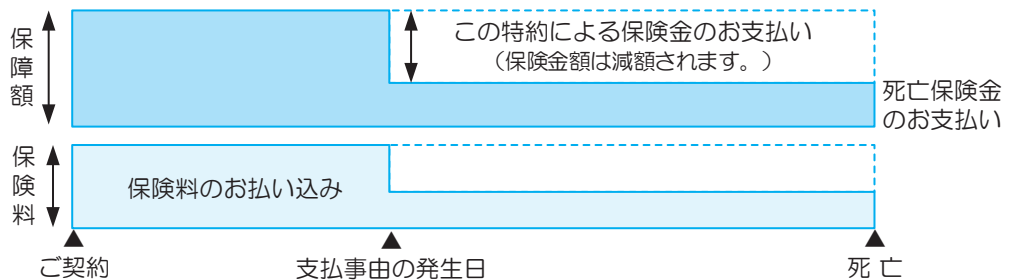 保障額
この特約による保険金のお支払い
（保険金額は減額されます。）
死亡保険金
のお支払い
保険料
保険料のお払い込み
ご契約
支払事由の発生日
死 亡